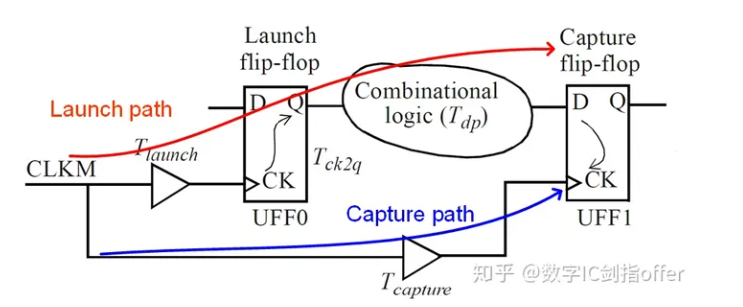 Launch
flip-flop
Capture
flip-flop
Launch path
D Q
Combinational
logic (Tdp)
D Q
CLKM
Tlaunch
CK
Tck2q
CK
UFF0
Capture path
UFF1
Tcapture
知乎 @数字IC剑指offer